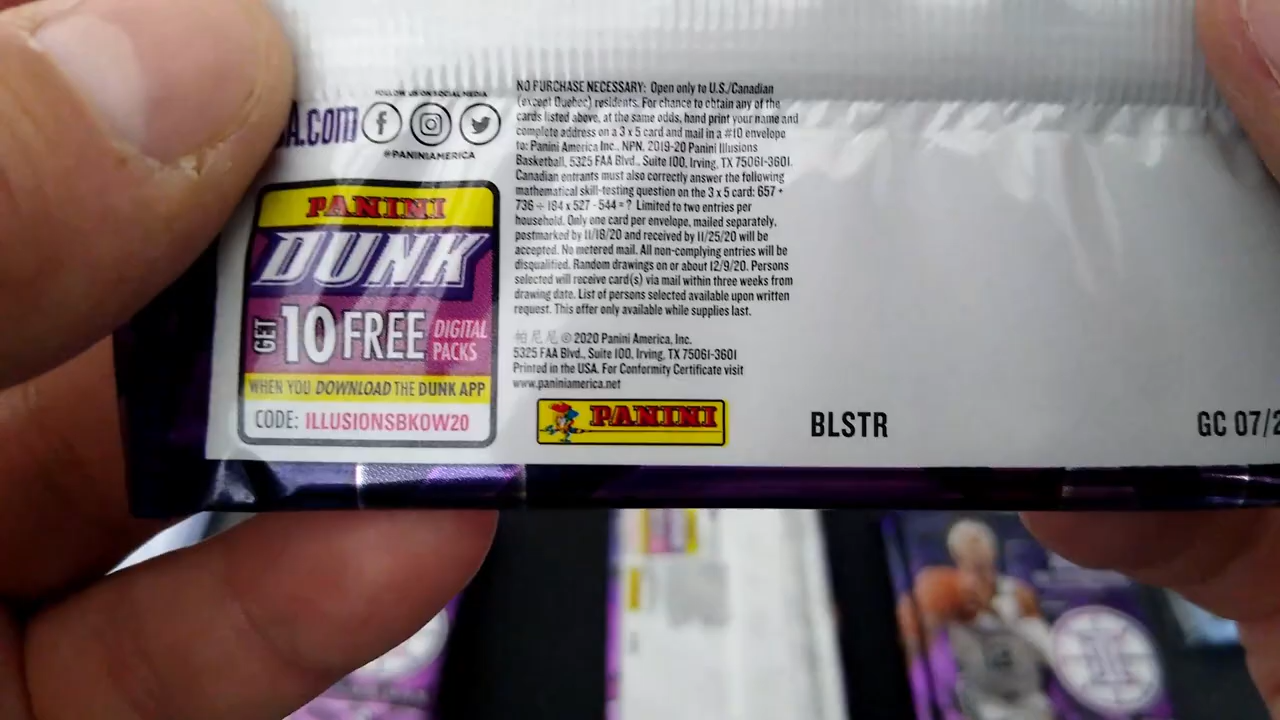 FOLLOW US ON SOCIAL MEDIA
A.COM
@PANINIAMERICA
PANINI
DUNK
GET 10 FREE DIGITAL PACKS
WHEN YOU DOWNLOAD THE DUNK APP
CODE: ILLUSIONSBKOW20
NO PURCHASE NECESSARY: Open only to U.S./Canadian
(except Quebec) residents. For chance to obtain any of the
cards listed above, at the same odds, hand print your name and
complete address on a 3 x 5 card and mail in a #10 envelope
to: Panini America Inc., NPN, 2019-20 Panini Illusions
Basketball, 5325 FAA Blvd., Suite 100, Irving, TX 75061-3601.
Canadian entrants must also correctly answer the following
mathematical skill-testing question on the 3 x 5 card: 657 +
736 ÷ 184 x 527 - 544 = ? Limited to two entries per
household. Only one card per envelope, mailed separately,
postmarked by 11/18/20 and received by 11/25/20 will be
accepted. No metered mail. All non-complying entries will be
disqualified. Random drawings on or about 12/9/20. Persons
selected will receive card(s) via mail within three weeks from
drawing date. List of persons selected available upon written
request. This offer only available while supplies last.
帕尼尼 © 2020 Panini America, Inc.
5325 FAA Blvd., Suite 100, Irving, TX 75061-3601
Printed in the USA. For Conformity Certificate visit
www.paniniamerica.net
PANINI
BLSTR
GC 07/2